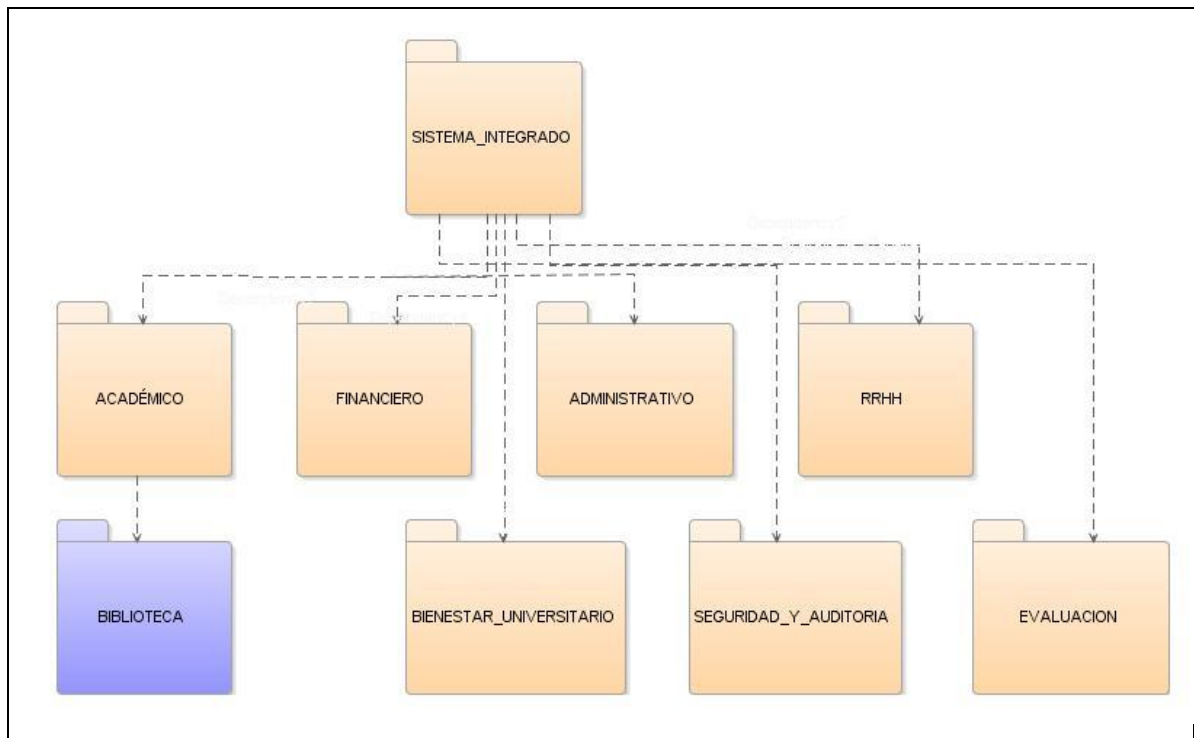 SISTEMA_INTEGRADO
ACADÉMICO
FINANCIERO
ADMINISTRATIVO
RRHH
BIBLIOTECA
BIENESTAR_UNIVERSITARIO
SEGURIDAD_Y_AUDITORIA
EVALUACION